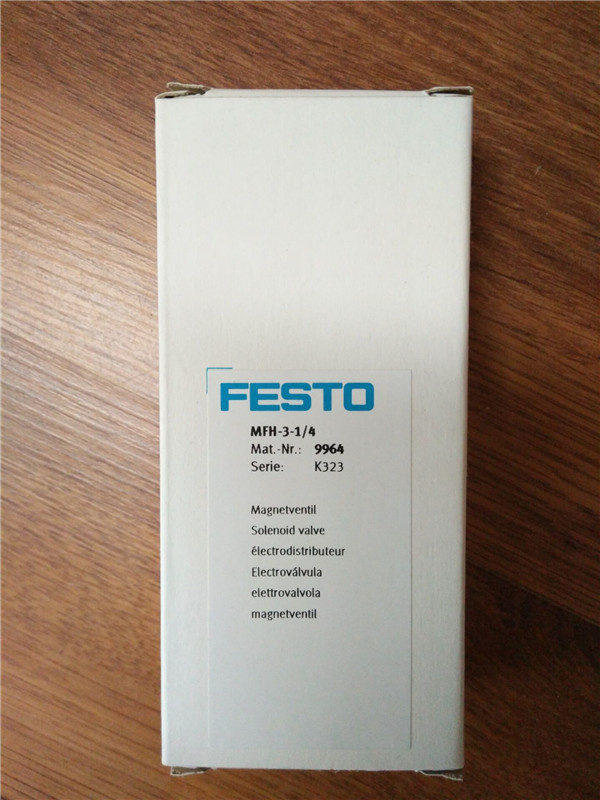 FESTO
MFH-3-1/4
Mat.-Nr.: 9964
Serie: K323
Magnetventil
Solenoid valve
électrodistributeur
Electroválvula
elettrovalvola
magnetventil